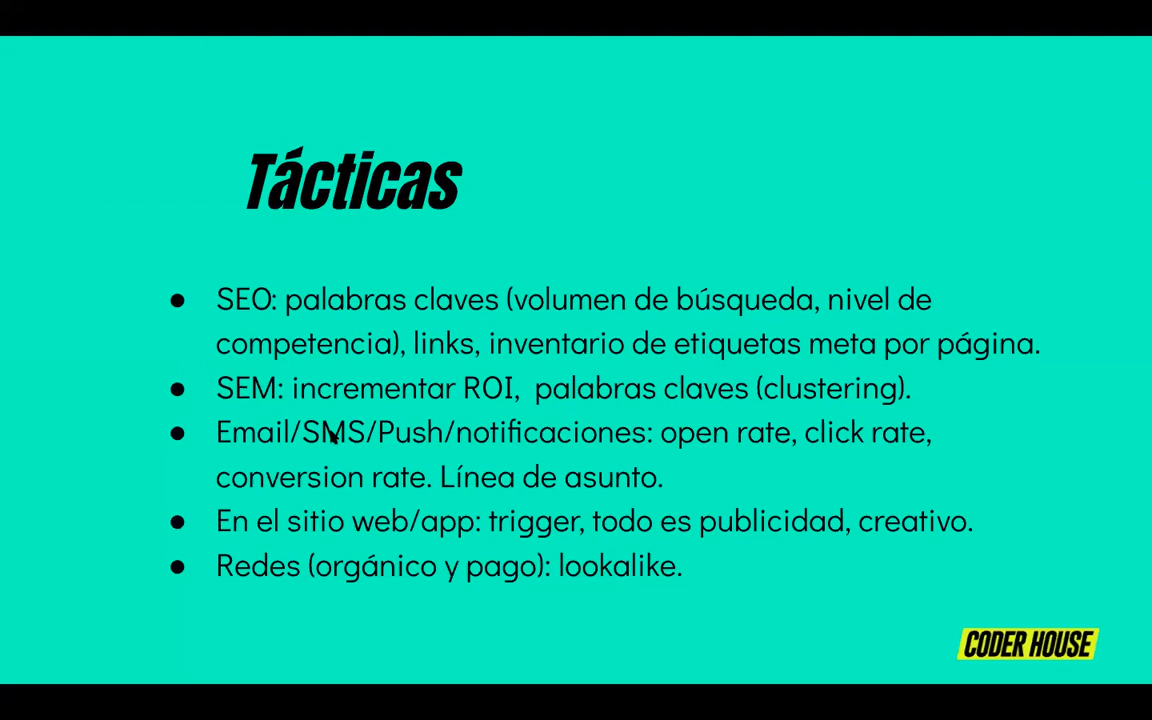 Tácticas
● SEO: palabras claves (volumen de búsqueda, nivel de
competencia), links, inventario de etiquetas meta por página.
● SEM: incrementar ROI,  palabras claves (clustering).
● Email/SMS/Push/notificaciones: open rate, click rate,
conversion rate. Línea de asunto.
● En el sitio web/app: trigger, todo es publicidad, creativo.
● Redes (orgánico y pago): lookalike.
CODER HOUSE